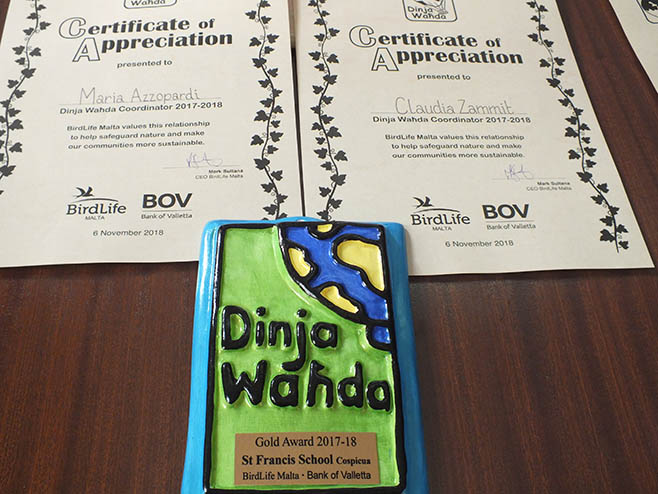 Wahda
Certificate of
Appreciation
presented to
Maria Azzopardi
Dinja Wahda Coordinator 2017-2018
BirdLife Malta values this relationship
to help safeguard nature and make
our communities more sustainable.
Mark Sultana
CEO BirdLife Malta
BirdLife
MALTA
BOV
Bank of Valletta
6 November 2018
Dinja
Wahda
Certificate of
Appreciation
presented to
Claudia Zammit
Dinja Wahda Coordinator 2017-2018
BirdLife Malta values this relationship
to help safeguard nature and make
our communities more sustainable.
Mark Sultana
CEO BirdLife Malta
BirdLife
MALTA
BOV
Bank of Valletta
6 November 2018
Dinja
Waħda
Gold Award 2017-18
St Francis School Cospicua
BirdLife Malta • Bank of Valletta